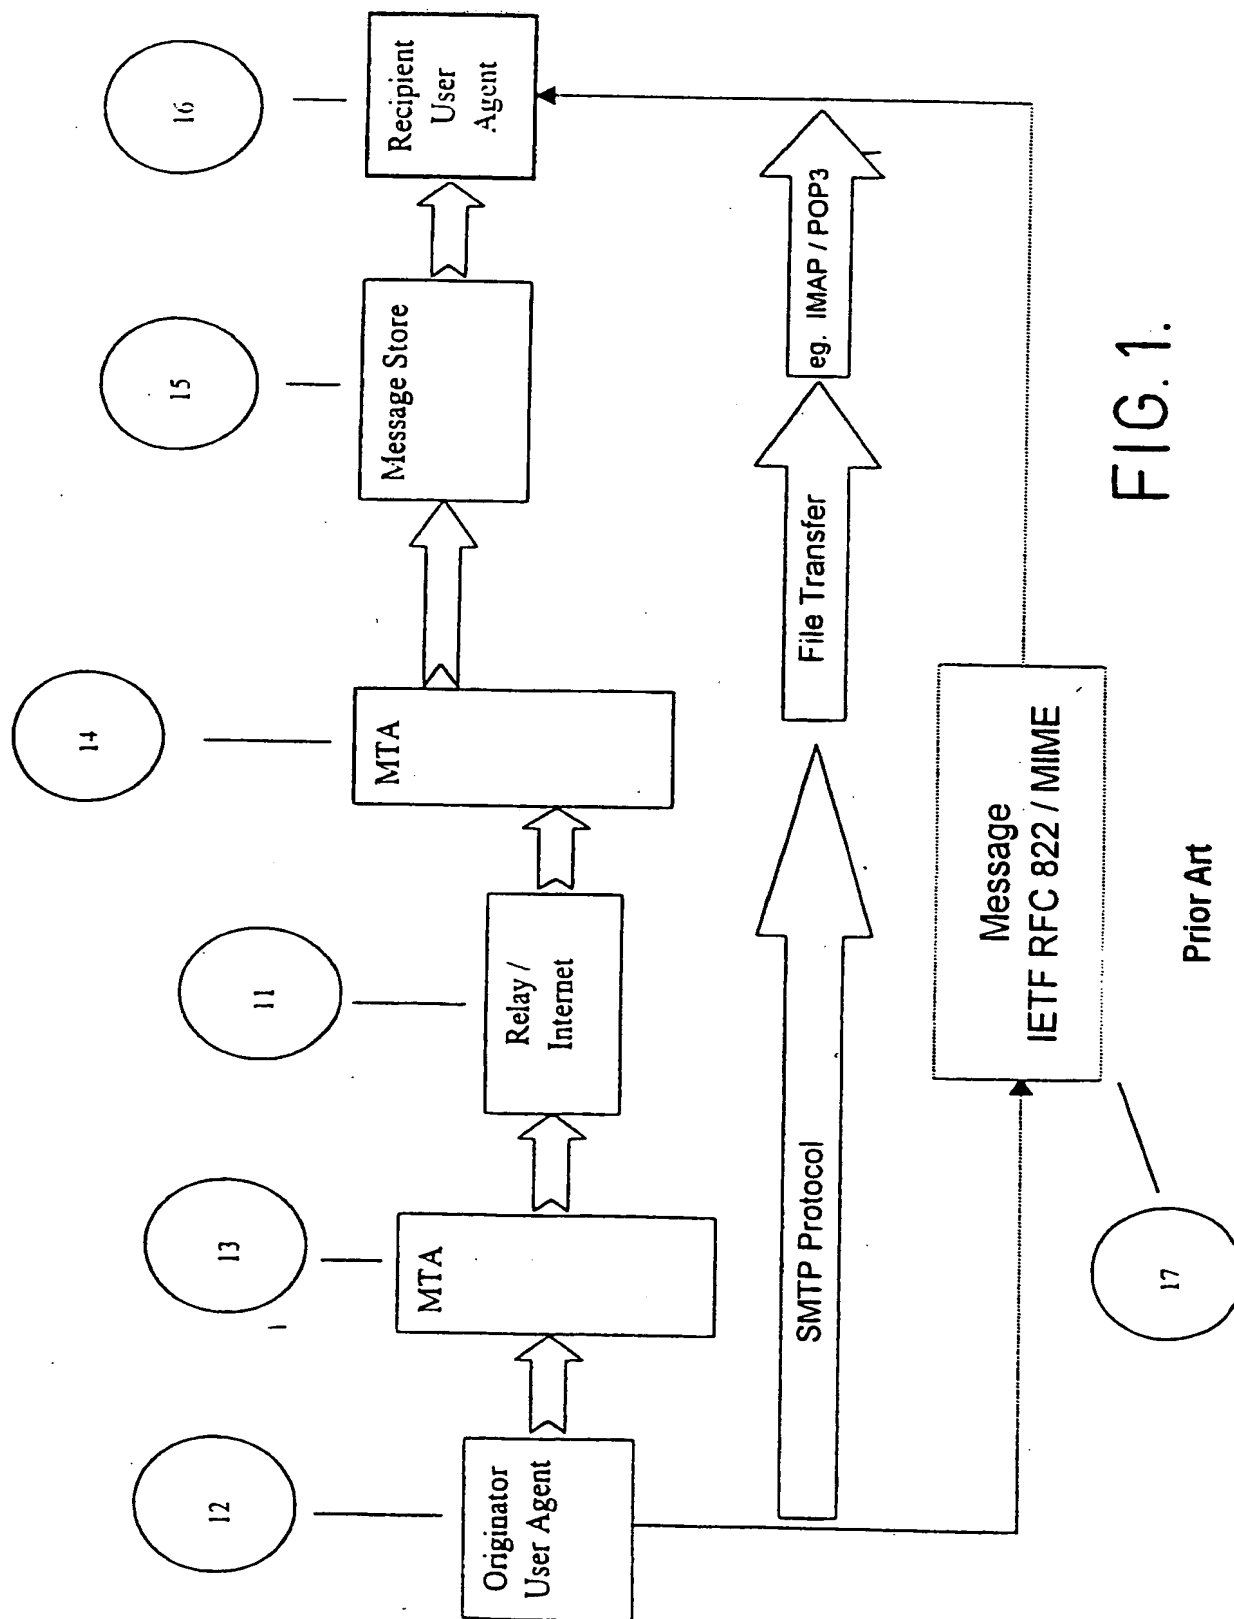 12
13
11
14
15
16
Originator
User Agent
MTA
Relay /
Internet
MTA
Message Store
Recipient
User
Agent
SMTP Protocol
File Transfer
eg. IMAP / POP3
Message
IETF RFC 822 / MIME
17
Prior Art
FIG. 1.